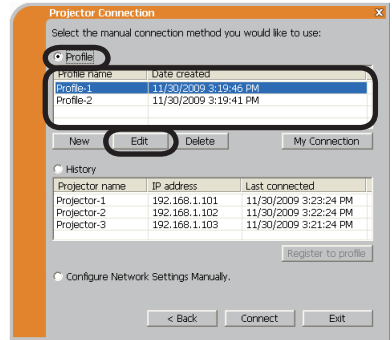 Projector Connection X
Select the manual connection method you would like to use:
Profile
Profile name Date created
Profile-1 11/30/2009 3:19:46 PM
Profile-2 11/30/2009 3:19:41 PM
New Edit Delete My Connection
History
Projector name IP address Last connected
Projector-1 192.168.1.101 11/30/2009 3:23:24 PM
Projector-2 192.168.1.102 11/30/2009 3:22:24 PM
Projector-3 192.168.1.103 11/30/2009 3:21:24 PM
Register to profile
Configure Network Settings Manually.
< Back Connect Exit